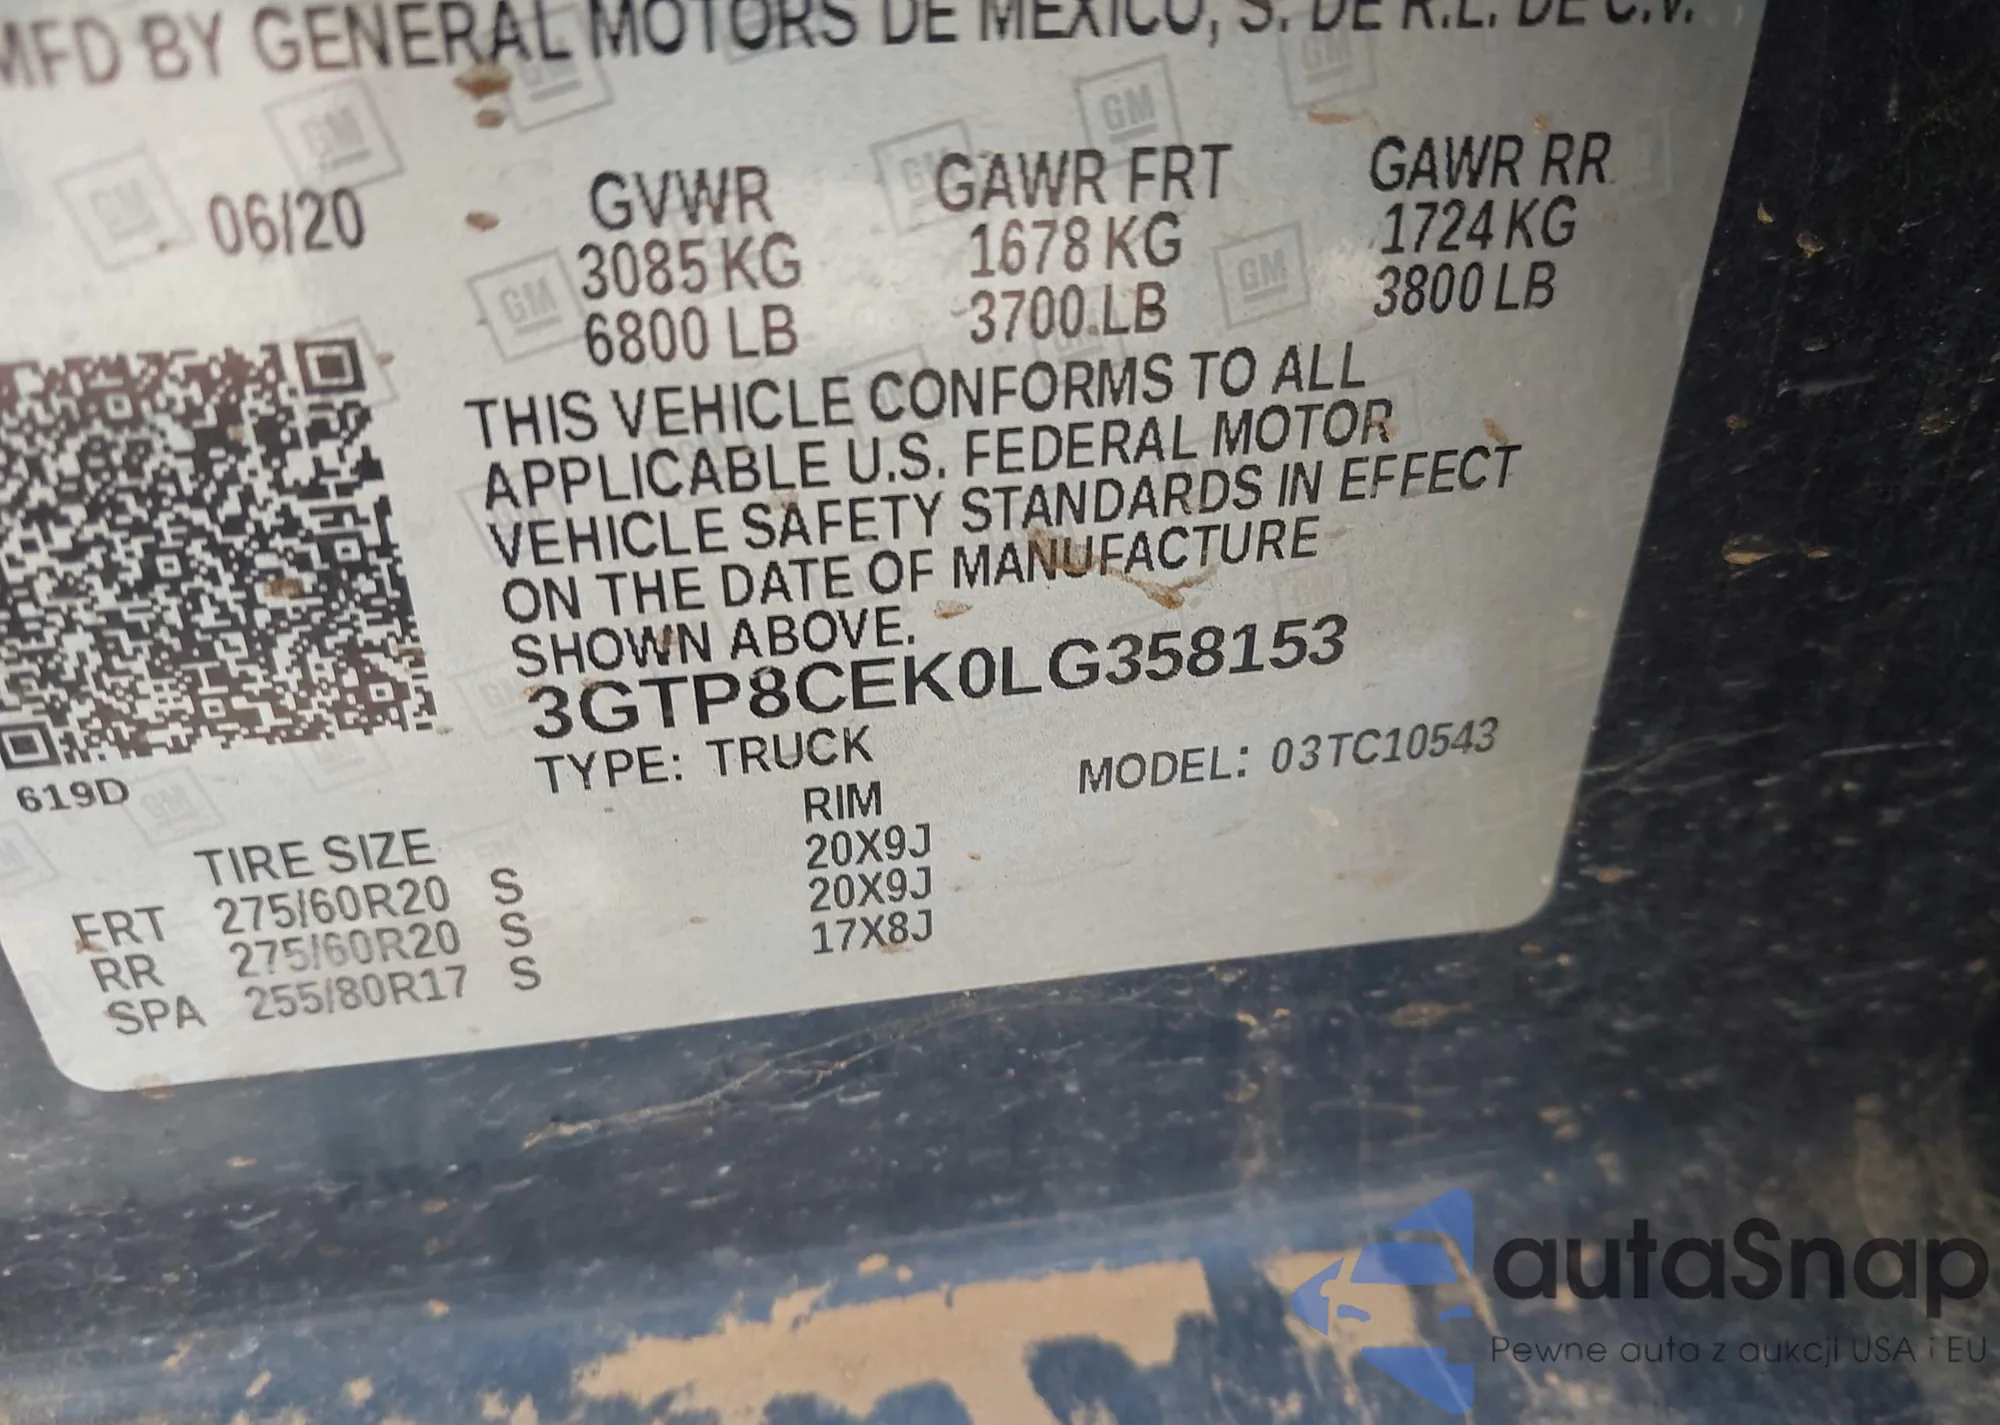 MFD BY GENERAL MOTORS DE MEXICO, S. DE R.L. DE C.V.
06/20 GVWR GAWR FRT GAWR RR
3085 KG 1678 KG 1724 KG
6800 LB 3700 LB 3800 LB
THIS VEHICLE CONFORMS TO ALL
APPLICABLE U.S. FEDERAL MOTOR
VEHICLE SAFETY STANDARDS IN EFFECT
ON THE DATE OF MANUFACTURE
SHOWN ABOVE.
3GTP8CEK0LG358153
TYPE: TRUCK MODEL: 03TC10543
619D
TIRE SIZE RIM
FRT 275/60R20 S 20X9J
RR 275/60R20 S 20X9J
SPA 255/80R17 S 17X8J
autaSnap
Pewne auta z aukcji USA i EU